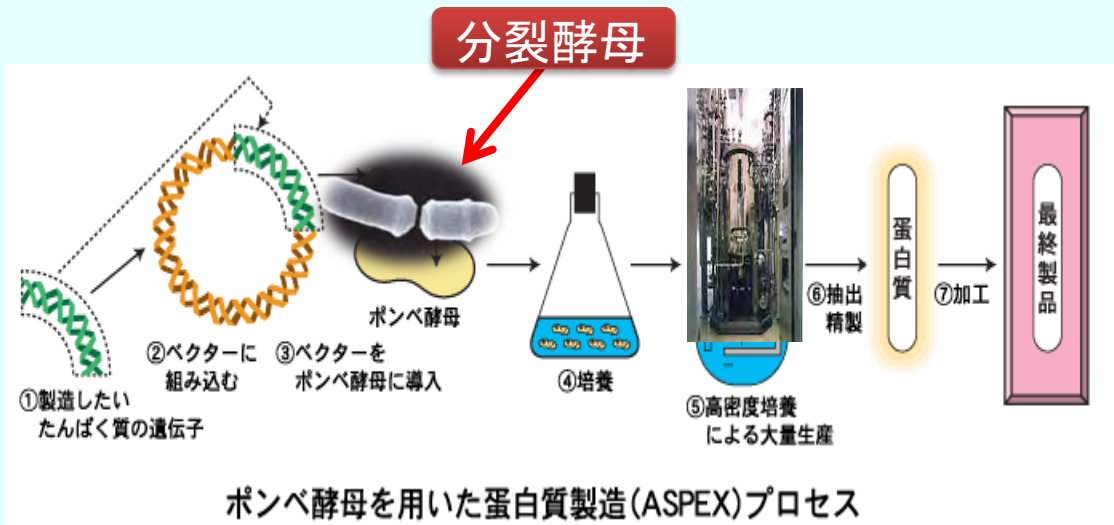 分裂酵母
①製造したい
たんぱく質の遺伝子
②ベクターに
組み込む
③ベクターを
ポンベ酵母に導入
ポンベ酵母
④培養
⑤高密度培養
による大量生産
⑥抽出
精製
蛋白質
⑦加工
最終製品
ポンベ酵母を用いた蛋白質製造(ASPEX)プロセス